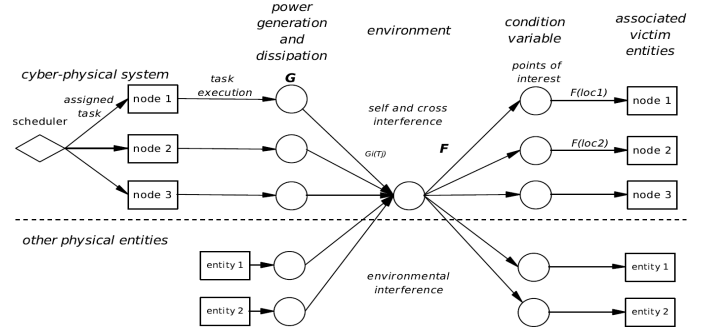 power
generation
and
dissipation
G
environment
condition
variable
associated
victim
entities
cyber-physical system
task
execution
points of
interest
assigned
task
scheduler
node 1
node 2
node 3
self and cross
interference
Gi(Tj)
F
F(loc1)
F(loc2)
node 1
node 2
node 3
other physical entities
entity 1
entity 2
environmental
interference
entity 1
entity 2